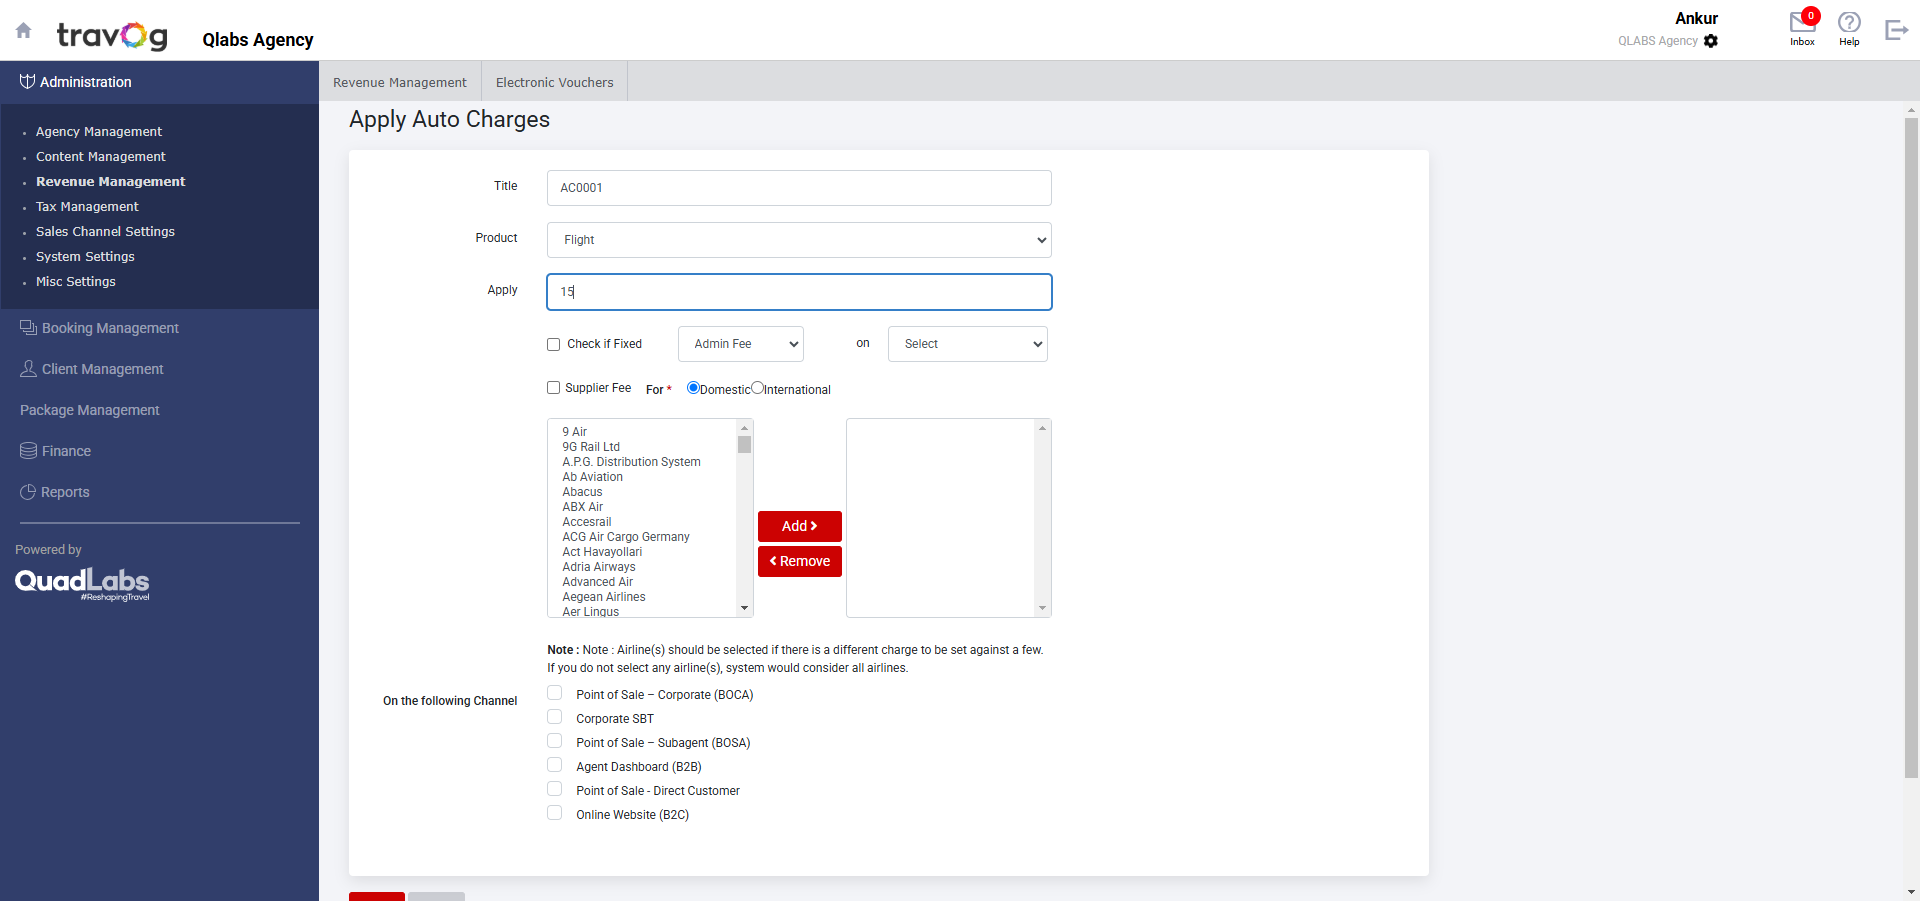 travog
Qlabs Agency
Ankur
QLABS Agency
0
Inbox
Help
Administration
Revenue Management
Electronic Vouchers
Agency Management
Content Management
Revenue Management
Tax Management
Sales Channel Settings
System Settings
Misc Settings
Booking Management
Client Management
Package Management
Finance
Reports
Powered by
QuadLabs
#ReshapingTravel
Apply Auto Charges
Title
AC0001
Product
Flight
Apply
15
Check if Fixed
Admin Fee
on
Select
Supplier Fee
For *
Domestic
International
9 Air
9G Rail Ltd
A.P.G. Distribution System
Ab Aviation
Abacus
ABX Air
Accesrail
ACG Air Cargo Germany
Act Havayollari
Adria Airways
Advanced Air
Aegean Airlines
Aer Lingus
Add
Remove
Note : Note : Airline(s) should be selected if there is a different charge to be set against a few.
If you do not select any airline(s), system would consider all airlines.
On the following Channel
Point of Sale – Corporate (BOCA)
Corporate SBT
Point of Sale – Subagent (BOSA)
Agent Dashboard (B2B)
Point of Sale - Direct Customer
Online Website (B2C)